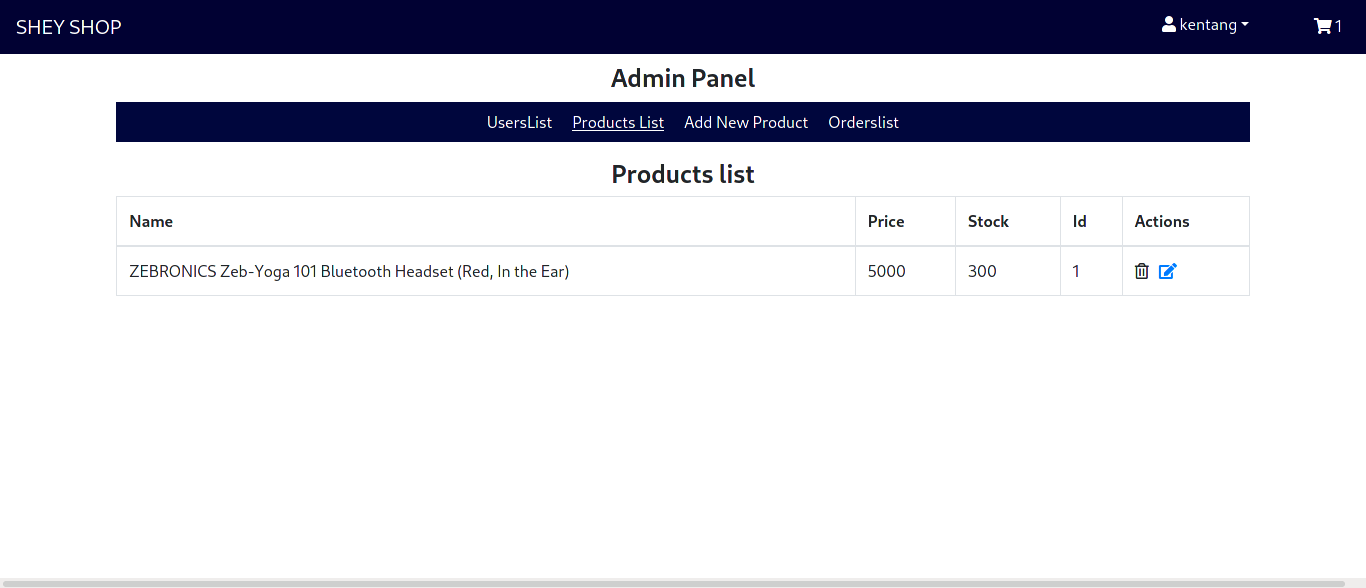 SHEY SHOP
kentang
1
Admin Panel
UsersList Products List Add New Product Orderslist
Products list
Name Price Stock Id Actions
ZEBRONICS Zeb-Yoga 101 Bluetooth Headset (Red, In the Ear) 5000 300 1